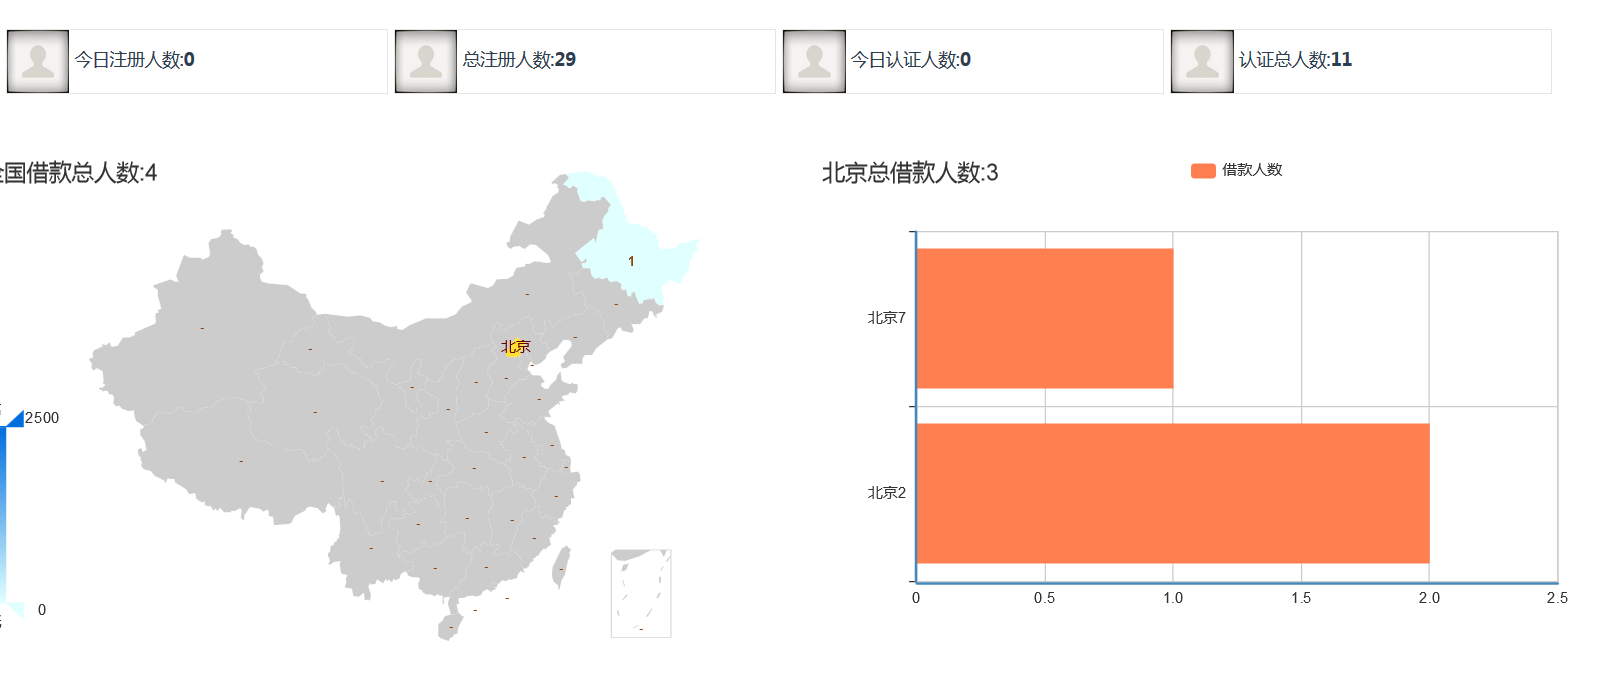 今日注册人数:0
总注册人数:29
今日认证人数:0
认证总人数:11
全国借款总人数:4
1
北京
2500
0
北京总借款人数:3
借款人数
北京7
北京2
0 0.5 1.0 1.5 2.0 2.5